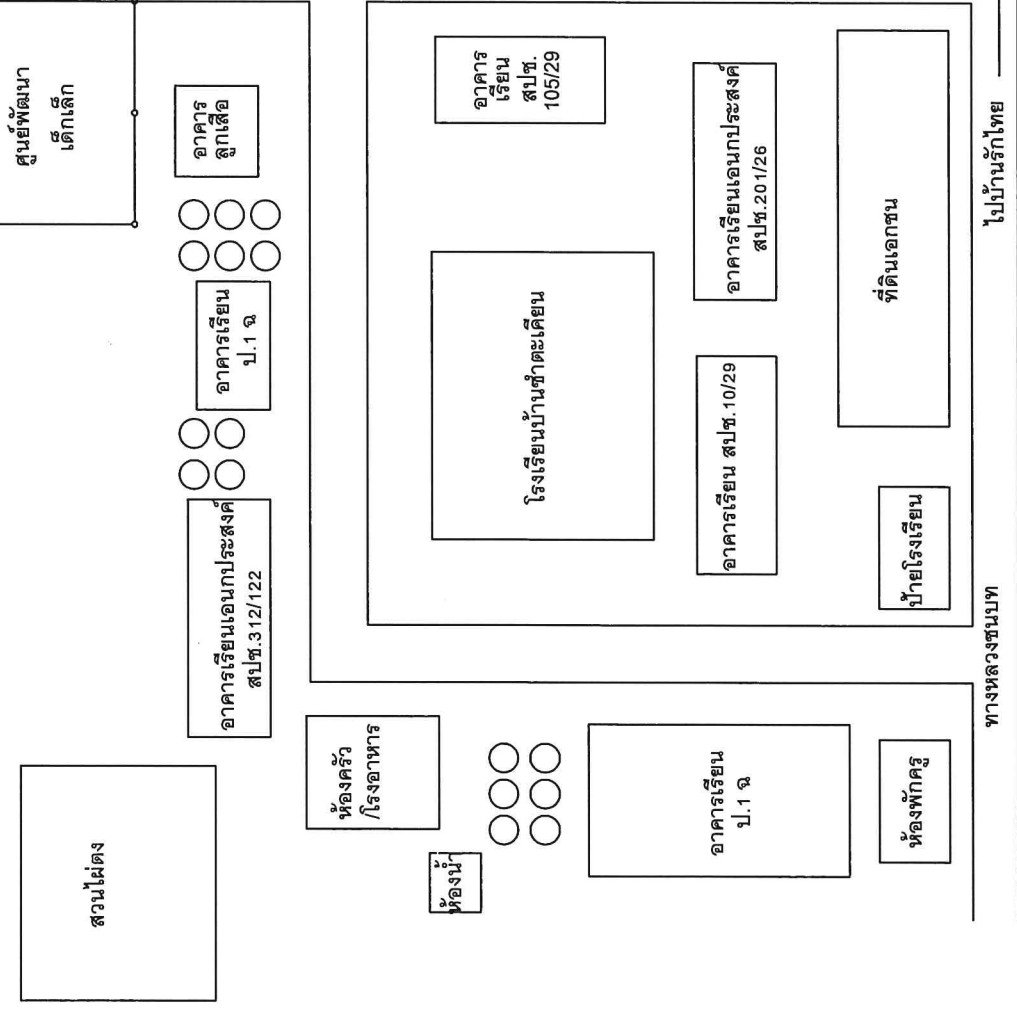 ศูนย์พัฒนา
เด็กเล็ก
อาคาร
ลูกเสือ
อาคารเรียน
ป.1 ฉ
อาคารเรียนเอนกประสงค์
สปช.312/122
สวนไผ่ตง
อาคาร
เรียน
สปช.
105/29
โรงเรียนบ้านซำตะเคียน
ห้องครัว
/โรงอาหาร
ห้องน้ำ
อาคารเรียนเอนกประสงค์
สปช.201/26
อาคารเรียน สปช.10/29
อาคารเรียน
ป.1 ฉ
ที่ดินเอกชน
ป้ายโรงเรียน
ห้องพักครู
ไปบ้านรักไทย
ทางหลวงชนบท